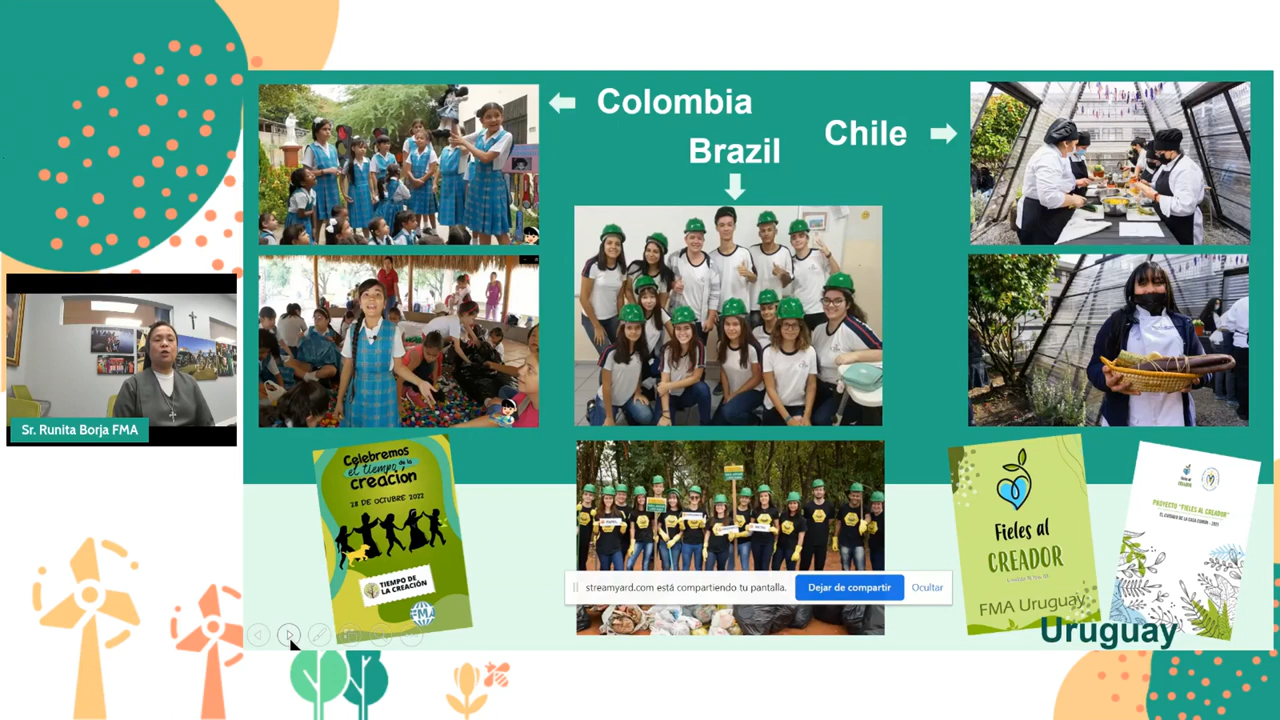 Colombia
Brazil
Chile
Sr. Runita Borja FMA
Celebremos
el tiempo de la
creación
28 DE OCTUBRE 2022
TIEMPO DE
LA CREACIÓN
FMA
streamyard.com está compartiendo tu pantalla.
Dejar de compartir
Ocultar
Fieles al
CREADOR
FMA Uruguay
PROYECTO "FIELES AL CREADOR"
Uruguay